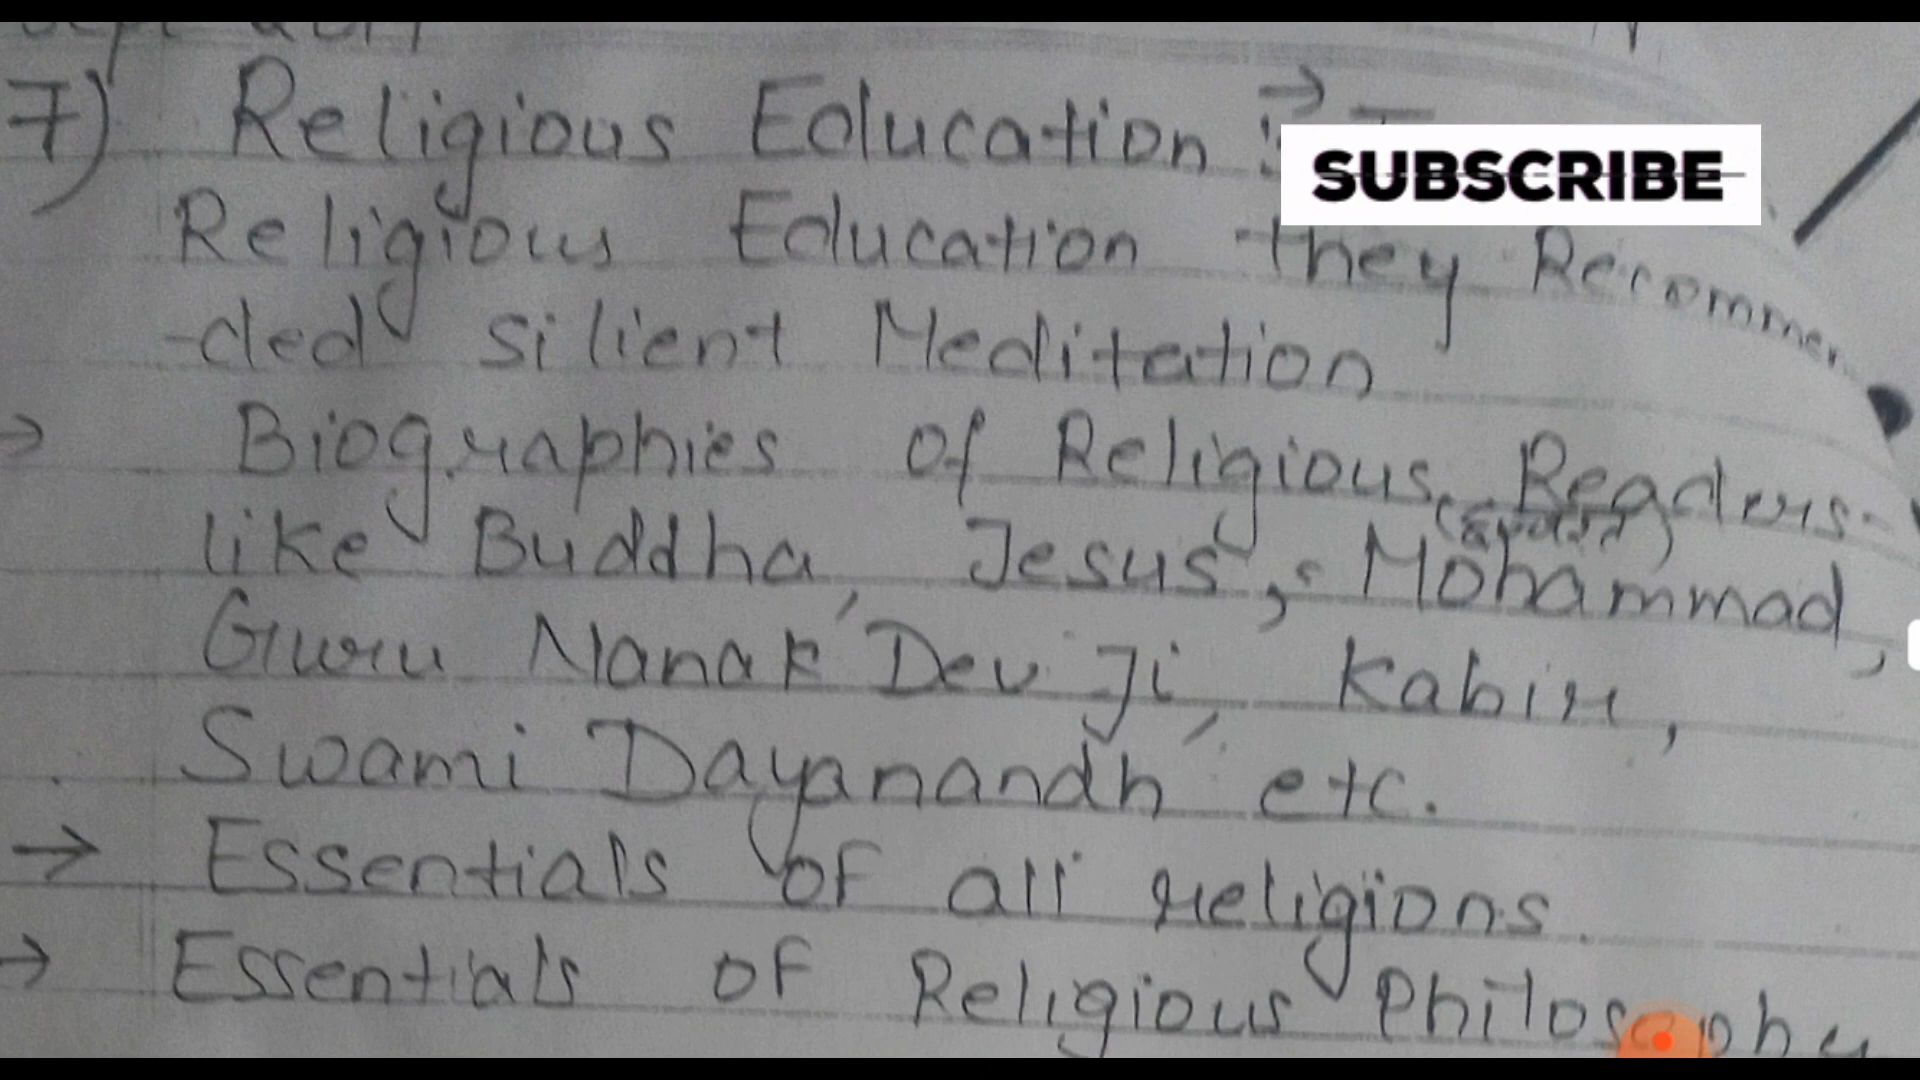 7) Religious Education :→ -
SUBSCRIBE
Religious Education they Recommen
-ded silient Meditation
→ Biographies of Religious Readers
like Buddha, Jesus, Mohammad,
Guru Nanak Dev Ji, Kabir,
Swami Dayanandh etc.
→ Essentials of all religions.
→ Essentials of Religious Philosophy